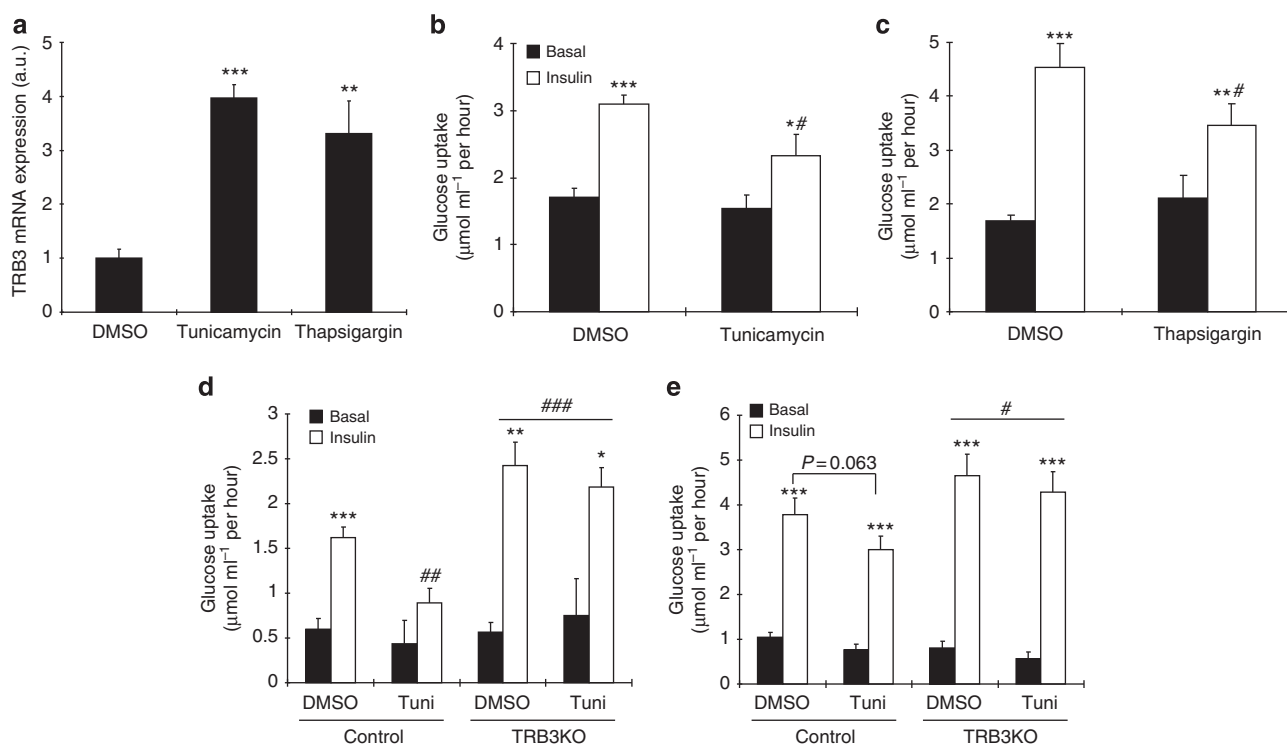 a
TRB3 mRNA expression (a.u.)
5
4
3
2
1
0
***
**
DMSO
Tunicamycin
Thapsigargin
b
Glucose uptake
(μmol ml⁻¹ per hour)
4
3
2
1
0
Basal
Insulin
***
*#
DMSO
Tunicamycin
c
Glucose uptake
(μmol ml⁻¹ per hour)
5
4
3
2
1
0
***
**#
DMSO
Thapsigargin
d
Glucose uptake
(μmol ml⁻¹ per hour)
3
2.5
2
1.5
1
0.5
0
Basal
Insulin
###
***
##
**
*
DMSO
Tuni
DMSO
Tuni
Control
TRB3KO
e
Glucose uptake
(μmol ml⁻¹ per hour)
6
5
4
3
2
1
0
Basal
Insulin
P=0.063
#
***
***
***
***
DMSO
Tuni
DMSO
Tuni
Control
TRB3KO